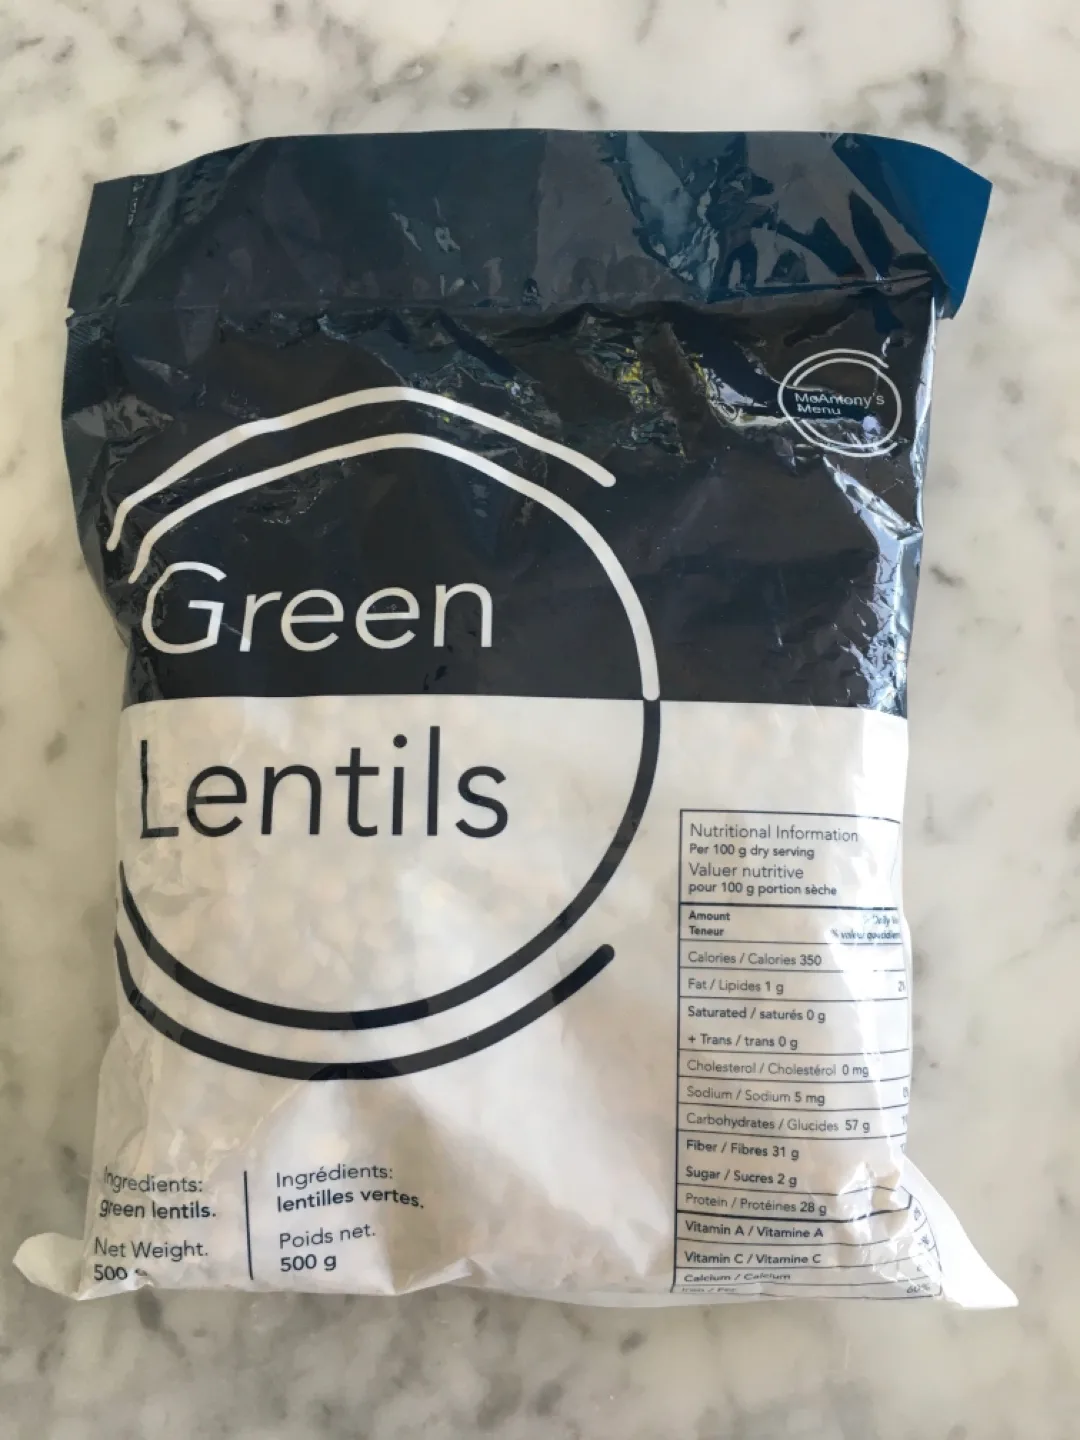 McAntony's
Menu
Green
Lentils
Nutritional Information
Per 100 g dry serving
Valuer nutritive
pour 100 g portion sèche
Amount
Teneur
Calories / Calories 350
Fat / Lipides 1 g
Saturated / saturés 0 g
+ Trans / trans 0 g
Cholesterol / Cholestérol 0 mg
Sodium / Sodium 5 mg
Carbohydrates / Glucides 57 g
Fiber / Fibres 31 g
Sugar / Sucres 2 g
Protein / Protéines 28 g
Vitamin A / Vitamine A
Vitamin C / Vitamine C
Calcium / Calcium
60%
Ingredients:
green lentils.
Net Weight.
500
Ingrédients:
lentilles vertes.
Poids net.
500 g